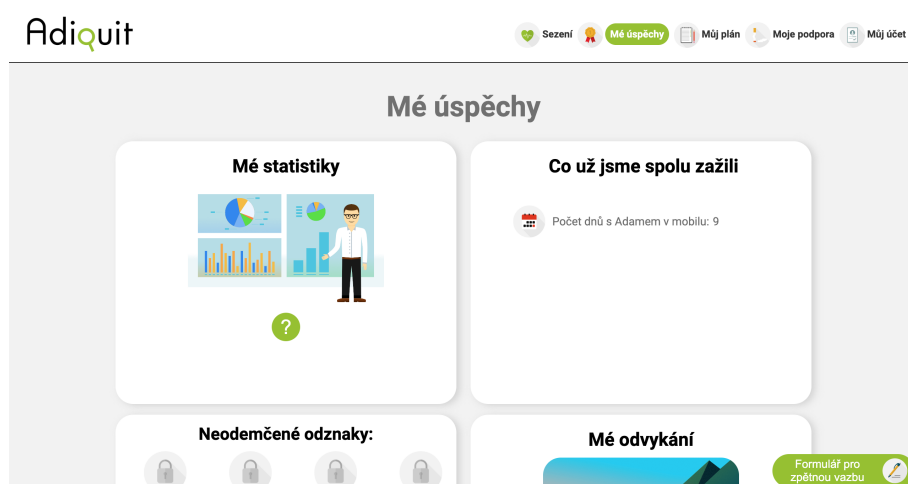 Adiquit
Sezení
Mé úspěchy
Můj plán
Moje podpora
Můj účet
Mé úspěchy
Mé statistiky
?
Co už jsme spolu zažili
Počet dnů s Adamem v mobilu: 9
Neodemčené odznaky:
Mé odvykání
Formulář pro
zpětnou vazbu